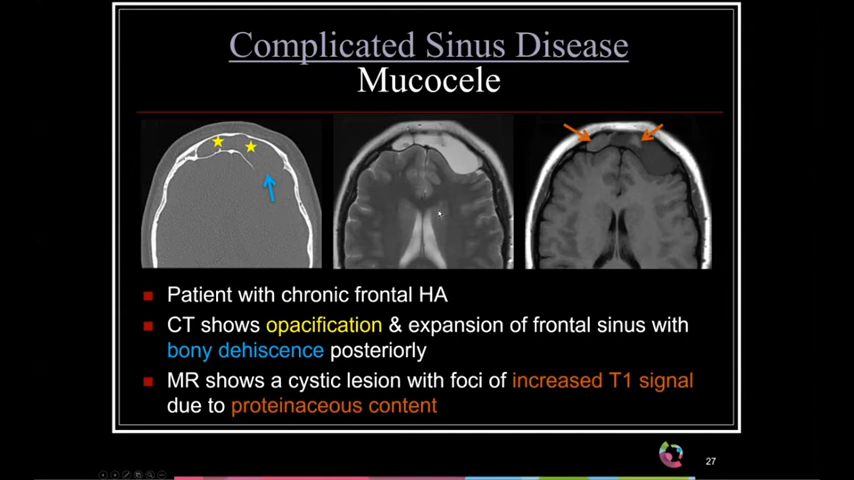 Complicated Sinus Disease
Mucocele
Patient with chronic frontal HA
CT shows opacification & expansion of frontal sinus with
bony dehiscence posteriorly
MR shows a cystic lesion with foci of increased T1 signal
due to proteinaceous content
27